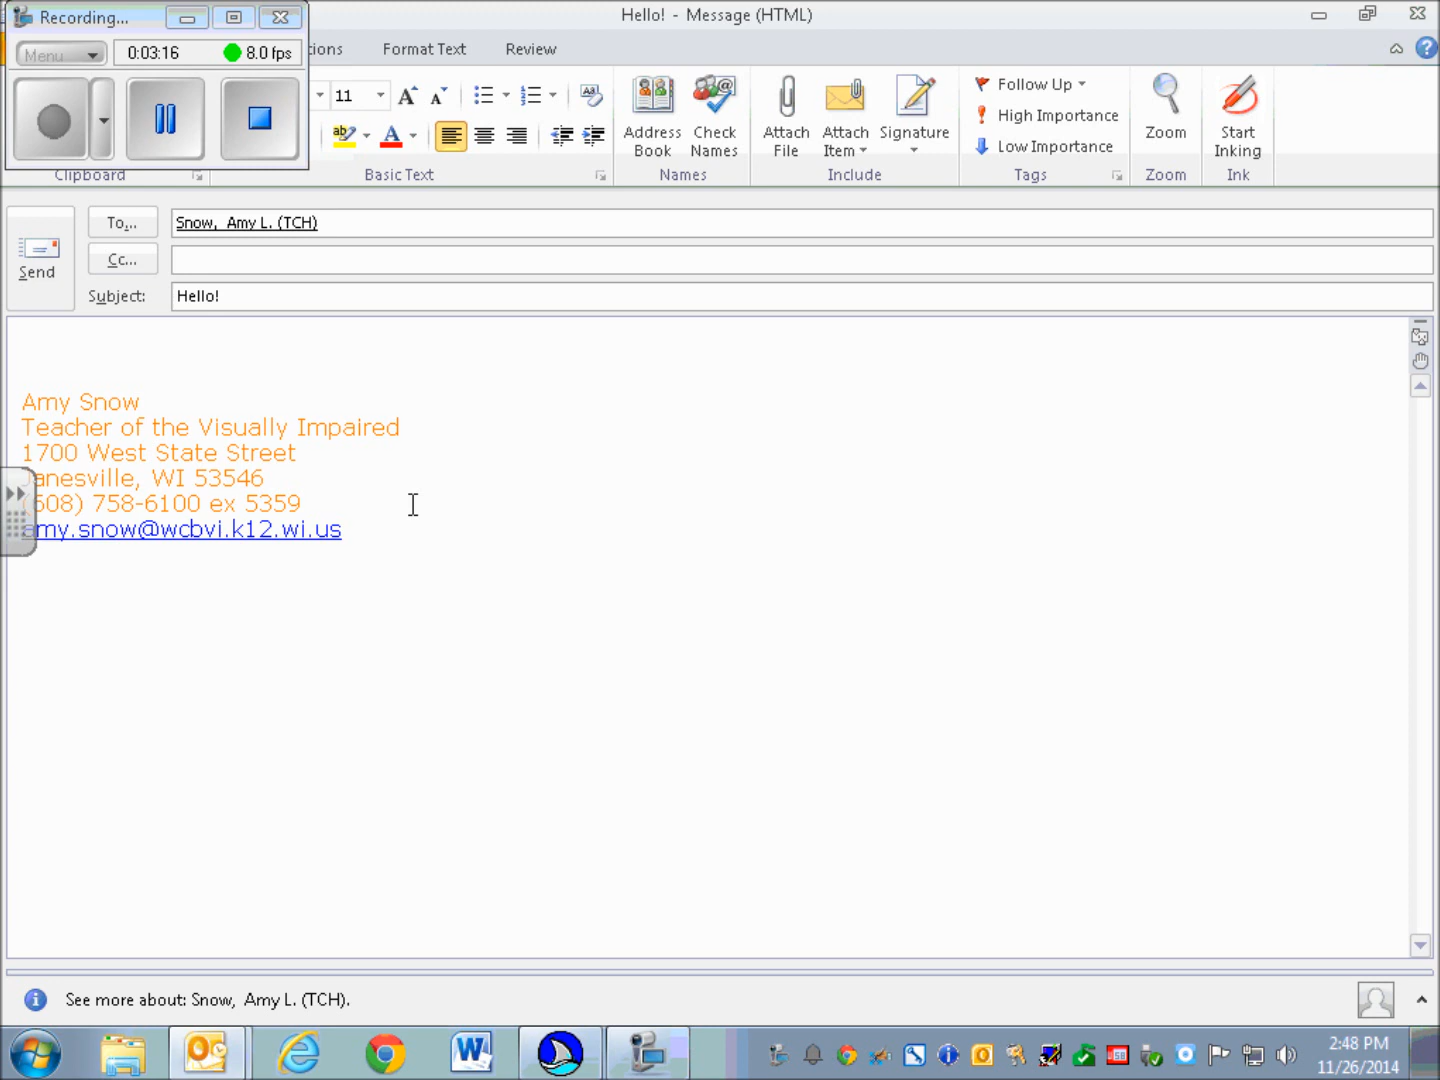 Recording...
Hello! - Message (HTML)
Menu
0:03:16
8.0 fps
tions
Format Text
Review
11
Address Book
Check Names
Attach File
Attach Item
Signature
Follow Up
High Importance
Low Importance
Zoom
Start Inking
Clipboard
Basic Text
Names
Include
Tags
Zoom
Ink
Send
To...
Snow, Amy L. (TCH)
Cc...
Subject:
Hello!
Amy Snow
Teacher of the Visually Impaired
1700 West State Street
Janesville, WI 53546
(608) 758-6100 ex 5359
amy.snow@wcbvi.k12.wi.us
See more about: Snow, Amy L. (TCH).
2:48 PM
11/26/2014